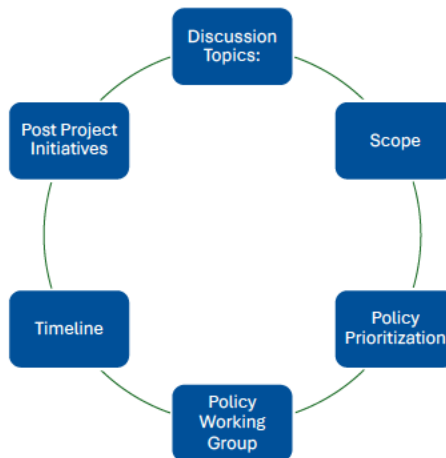 Discussion
Topics:
Scope
Policy
Prioritization
Policy
Working
Group
Timeline
Post Project
Initiatives